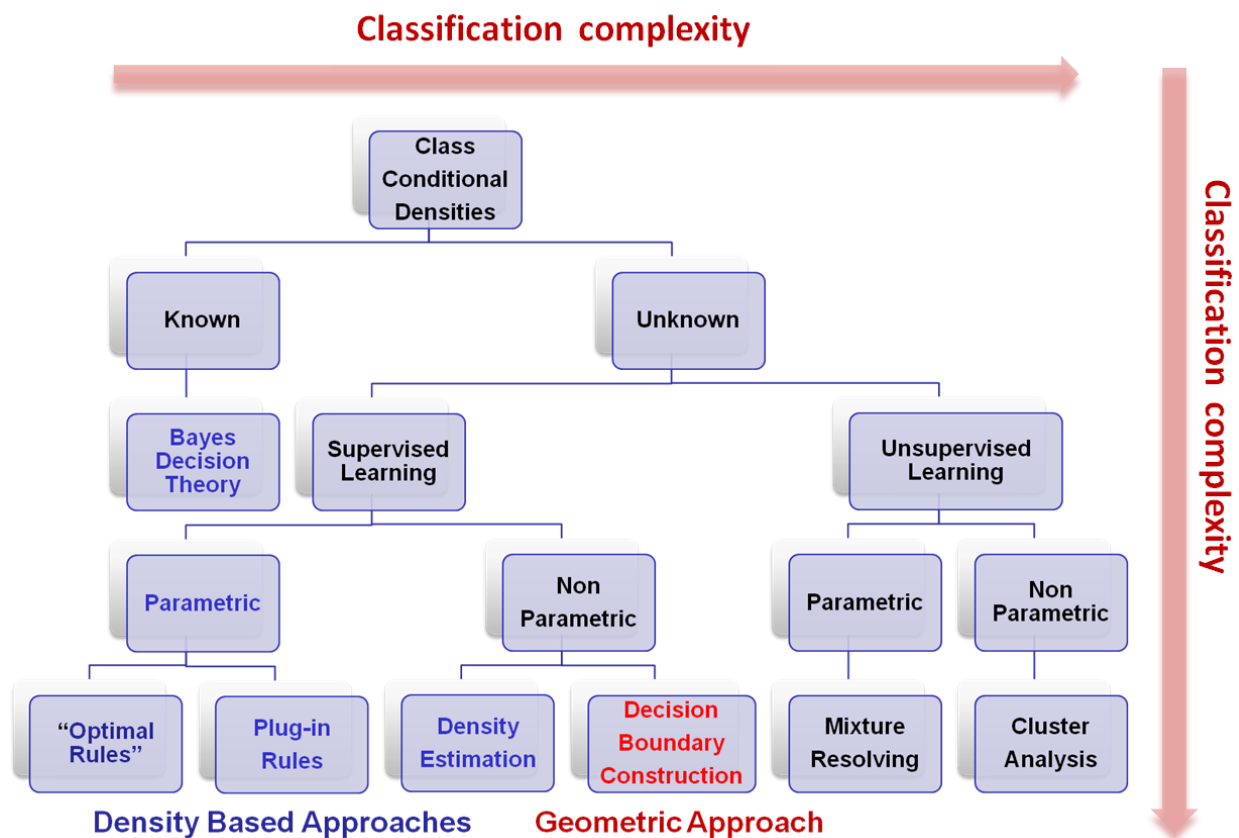 Classification complexity
Class
Conditional
Densities
Known
Unknown
Bayes
Decision
Theory
Supervised
Learning
Unsupervised
Learning
Parametric
Non
Parametric
Parametric
Non
Parametric
“Optimal
Rules”
Plug-in
Rules
Density
Estimation
Decision
Boundary
Construction
Mixture
Resolving
Cluster
Analysis
Density Based Approaches
Geometric Approach
Classification complexity